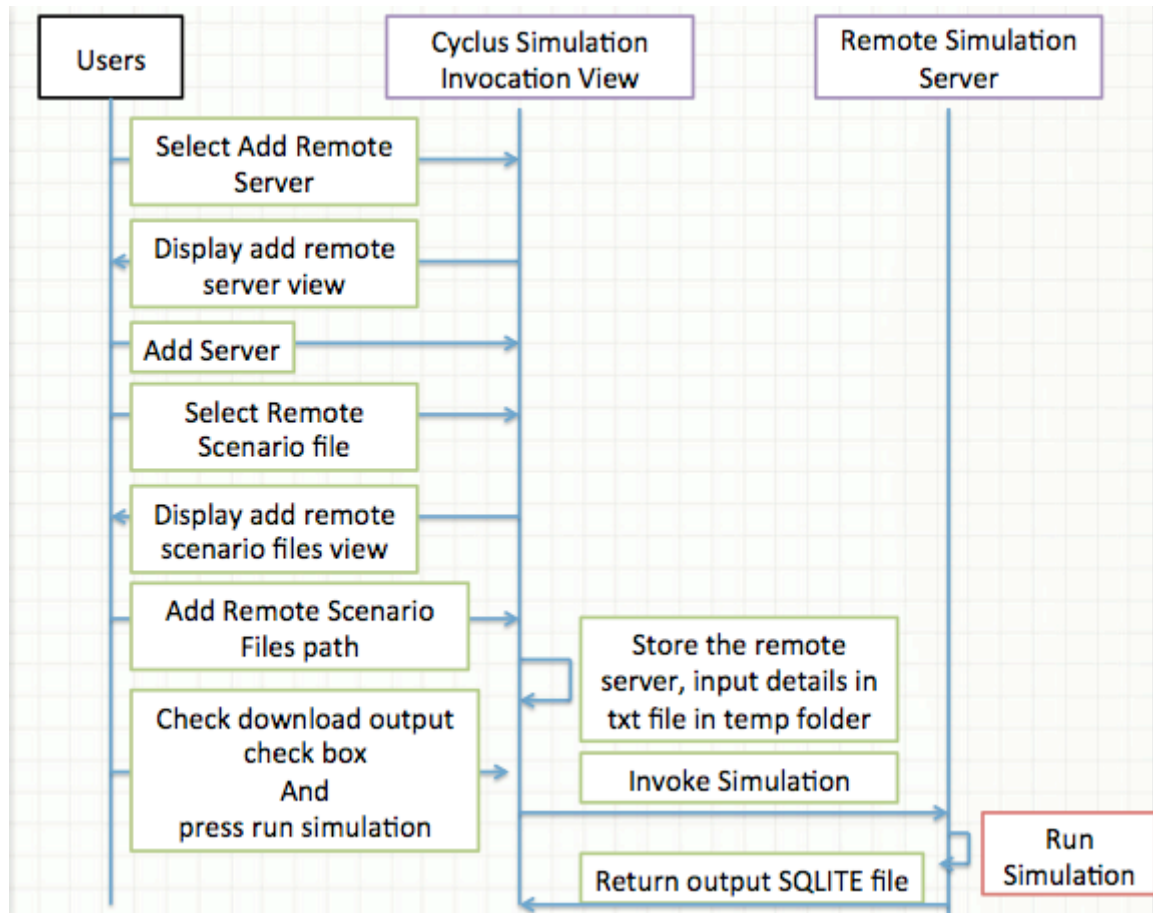 Users
Cyclus Simulation
Invocation View
Remote Simulation
Server
Select Add Remote
Server
Display add remote
server view
Add Server
Select Remote
Scenario file
Display add remote
scenario files view
Add Remote Scenario
Files path
Store the remote
server, input details in
txt file in temp folder
Check download output
check box
And
press run simulation
Invoke Simulation
Run
Simulation
Return output SQLITE file